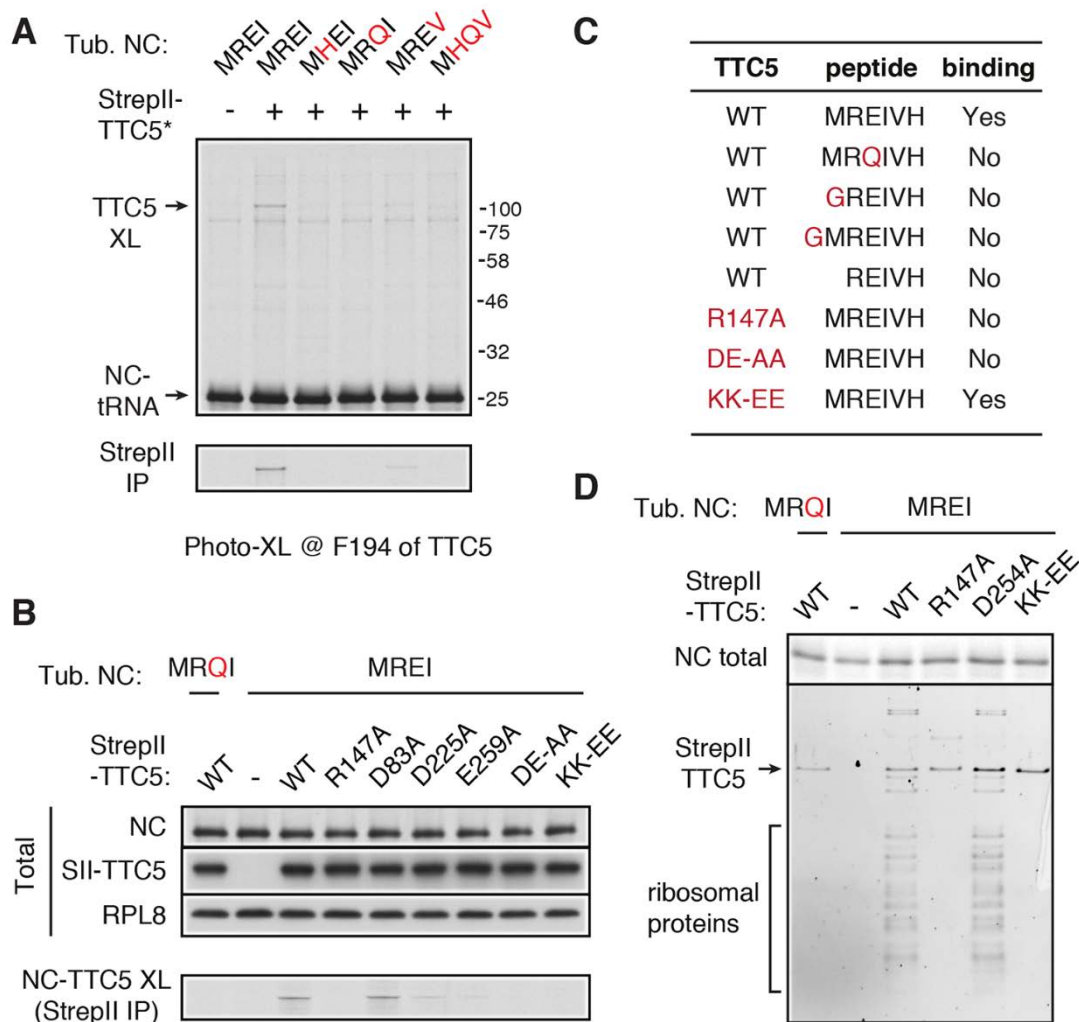 A
Tub. NC: MREI MREI MHEI MRQI MREV MHQV
StrepII-
TTC5* - + + + + +
TTC5
XL
-100
-75
-58
-46
-32
-25
NC-
tRNA
StrepII
IP
Photo-XL @ F194 of TTC5
B
Tub. NC: MRQI MREI
StrepII
-TTC5: WT - WT R147A D83A D225A E259A DE-AA KK-EE
Total
NC
SII-TTC5
RPL8
NC-TTC5 XL
(StrepII IP)
C
TTC5 peptide binding
WT MREIVH Yes
WT MRQIVH No
WT GREIVH No
WT GMREIVH No
WT REIVH No
R147A MREIVH No
DE-AA MREIVH No
KK-EE MREIVH Yes
D
Tub. NC: MRQI MREI
StrepII
-TTC5: WT - WT R147A D254A KK-EE
NC total
StrepII
TTC5
ribosomal
proteins